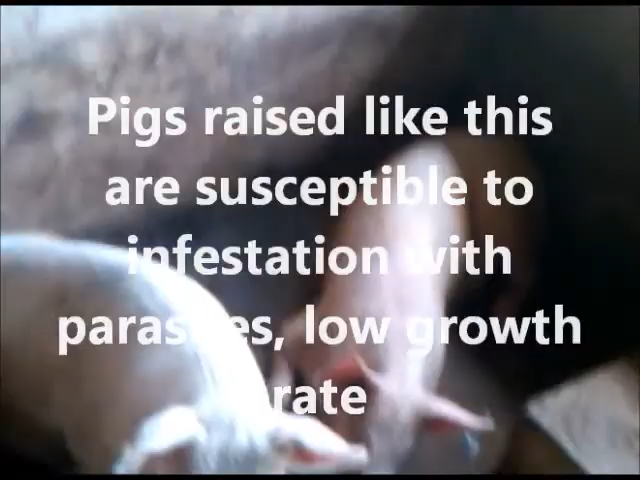 Pigs raised like this
are susceptible to
infestation with
parasites, low growth
rate